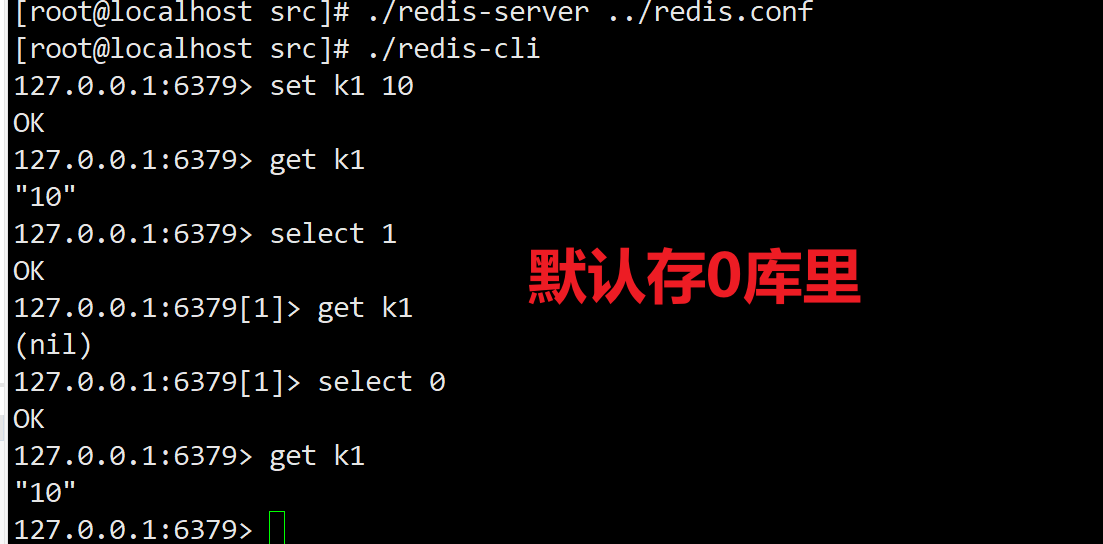 [root@localhost src]# ./redis-server ../redis.conf
[root@localhost src]# ./redis-cli
127.0.0.1:6379> set k1 10
OK
127.0.0.1:6379> get k1
"10"
127.0.0.1:6379> select 1
OK
默认存0库里
127.0.0.1:6379[1]> get k1
(nil)
127.0.0.1:6379[1]> select 0
OK
127.0.0.1:6379> get k1
"10"
127.0.0.1:6379>